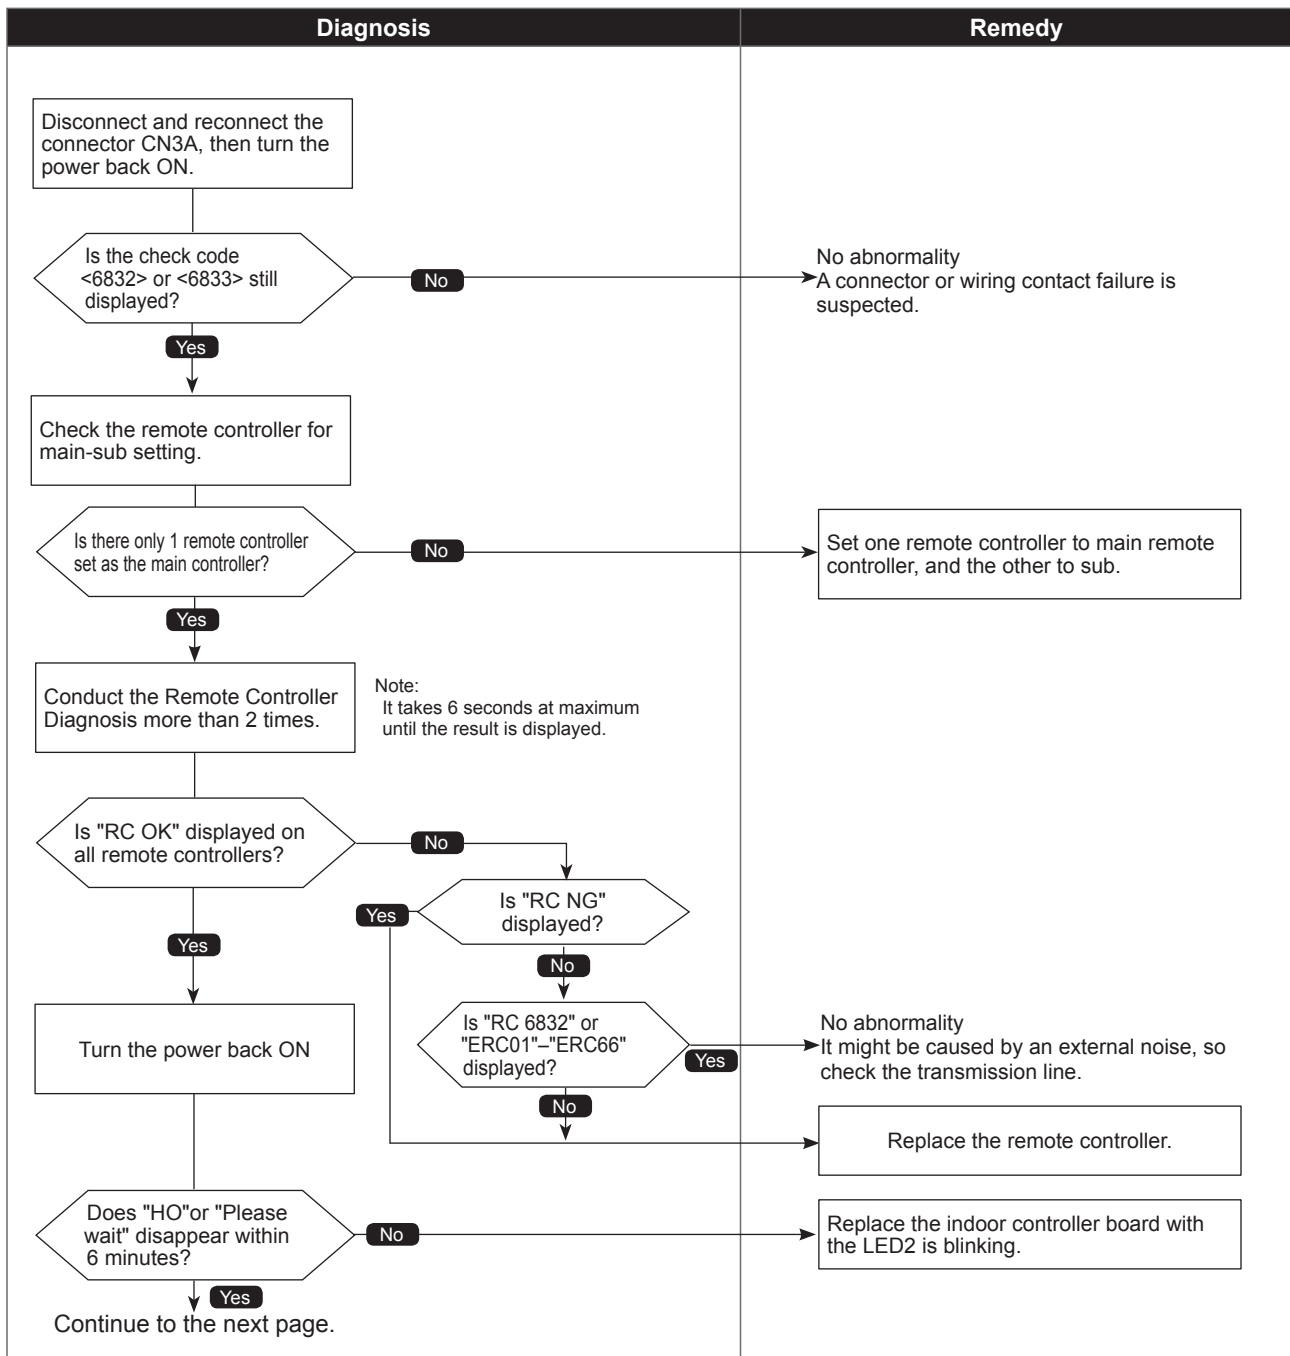 Diagnosis
Remedy
Disconnect and reconnect the
connector CN3A, then turn the
power back ON.
Is the check code
<6832> or <6833> still
displayed?
No
No abnormality
A connector or wiring contact failure is
suspected.
Yes
Check the remote controller for
main-sub setting.
Is there only 1 remote controller
set as the main controller?
No
Set one remote controller to main remote
controller, and the other to sub.
Yes
Conduct the Remote Controller
Diagnosis more than 2 times.
Note:
It takes 6 seconds at maximum
until the result is displayed.
Is "RC OK" displayed on
all remote controllers?
No
Is "RC NG"
displayed?
Yes
Yes
No
Is "RC 6832" or
"ERC01"–"ERC66"
displayed?
Yes
No abnormality
It might be caused by an external noise, so
check the transmission line.
No
Replace the remote controller.
Turn the power back ON
Does "HO"or "Please
wait" disappear within
6 minutes?
No
Replace the indoor controller board with
the LED2 is blinking.
Yes
Continue to the next page.